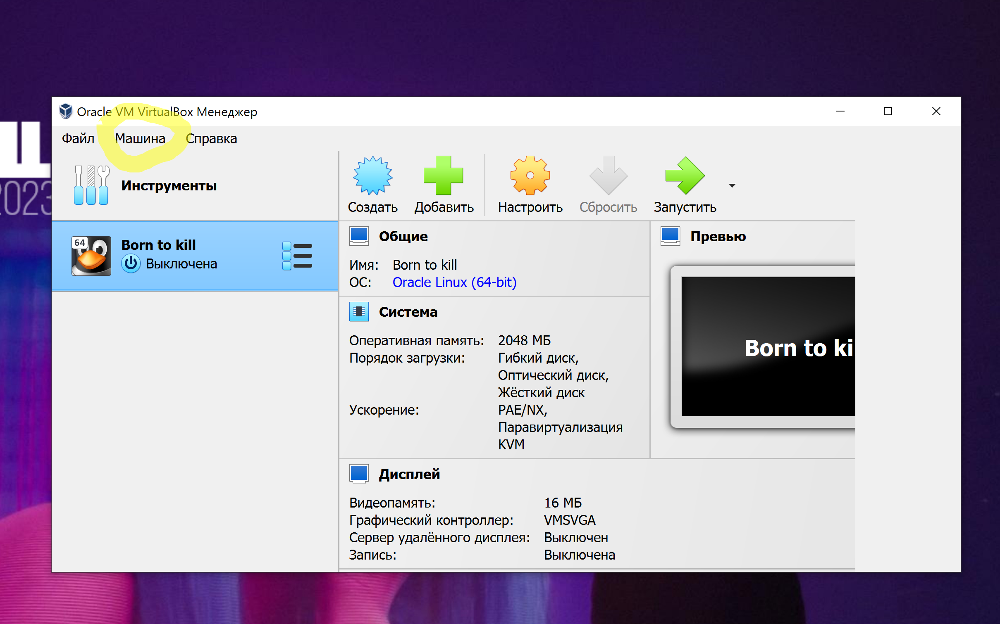 Oracle VM VirtualBox Менеджер
Файл Машина Справка
Инструменты
Создать Добавить Настроить Сбросить Запустить
64
Born to kill
Выключена
Общие
Имя: Born to kill
ОС: Oracle Linux (64-bit)
Система
Оперативная память: 2048 МБ
Порядок загрузки: Гибкий диск,
Оптический диск,
Жёсткий диск
Ускорение: PAE/NX,
Паравиртуализация
KVM
Превью
Born to kil
Дисплей
Видеопамять: 16 МБ
Графический контроллер: VMSVGA
Сервер удалённого дисплея: Выключен
Запись: Выключена
2023